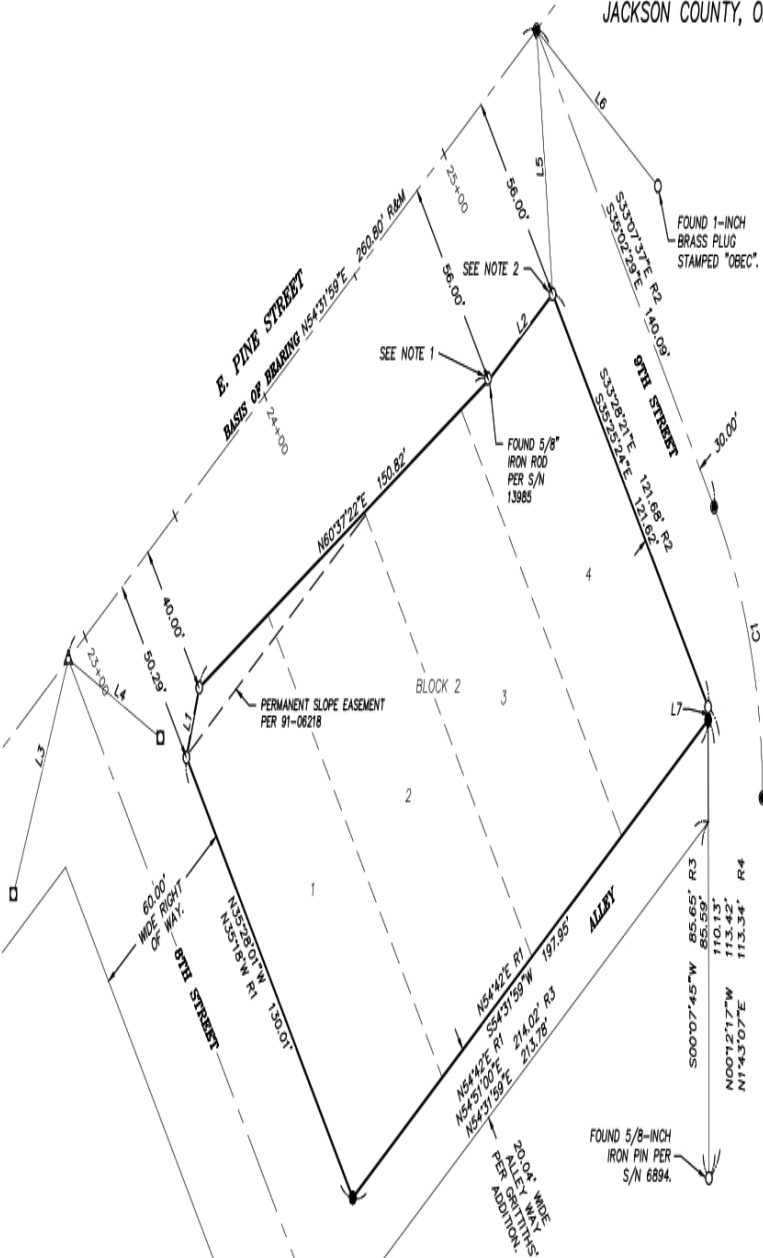 JACKSON COUNTY, O
L6
L5
FOUND 1-INCH
BRASS PLUG
STAMPED "OBEC".
25+00
56.00'
56.00'
S33°07'37"E R2
S35°02'29"E 140.09'
SEE NOTE 2
L2
SEE NOTE 1
E. PINE STREET
BASIS OF BEARING N54°31'59"E 260.80' R&M
24+00
9TH STREET
30.00'
S33°28'21"E 121.68' R2
S35°25'24"E 121.62'
FOUND 5/8"
IRON ROD
PER S/N
13985
N60°37'22"E 150.82'
40.00'
50.29'
23+00
L4
L3
L1
PERMANENT SLOPE EASEMENT
PER 91-06218
BLOCK 2
4
3
2
1
C1
L7
60.00'
WIDE RIGHT
OF WAY.
8TH STREET
N35°28'01"W 130.01'
N35°18'W R1
ALLEY
N54°42'E R1
S54°31'59"W 197.95'
N54°42'E R1
N54°51'00"E 214.02' R3
N54°31'59"E 213.78'
S00°07'45"W 85.65' R3
85.59'
110.13'
N00°12'17"W 113.42'
N1°43'07"E 113.34' R4
FOUND 5/8-INCH
IRON PIN PER
S/N 6894.
20.04' WIDE
ALLEY WAY
PER GRITTITHS'
ADDITION.